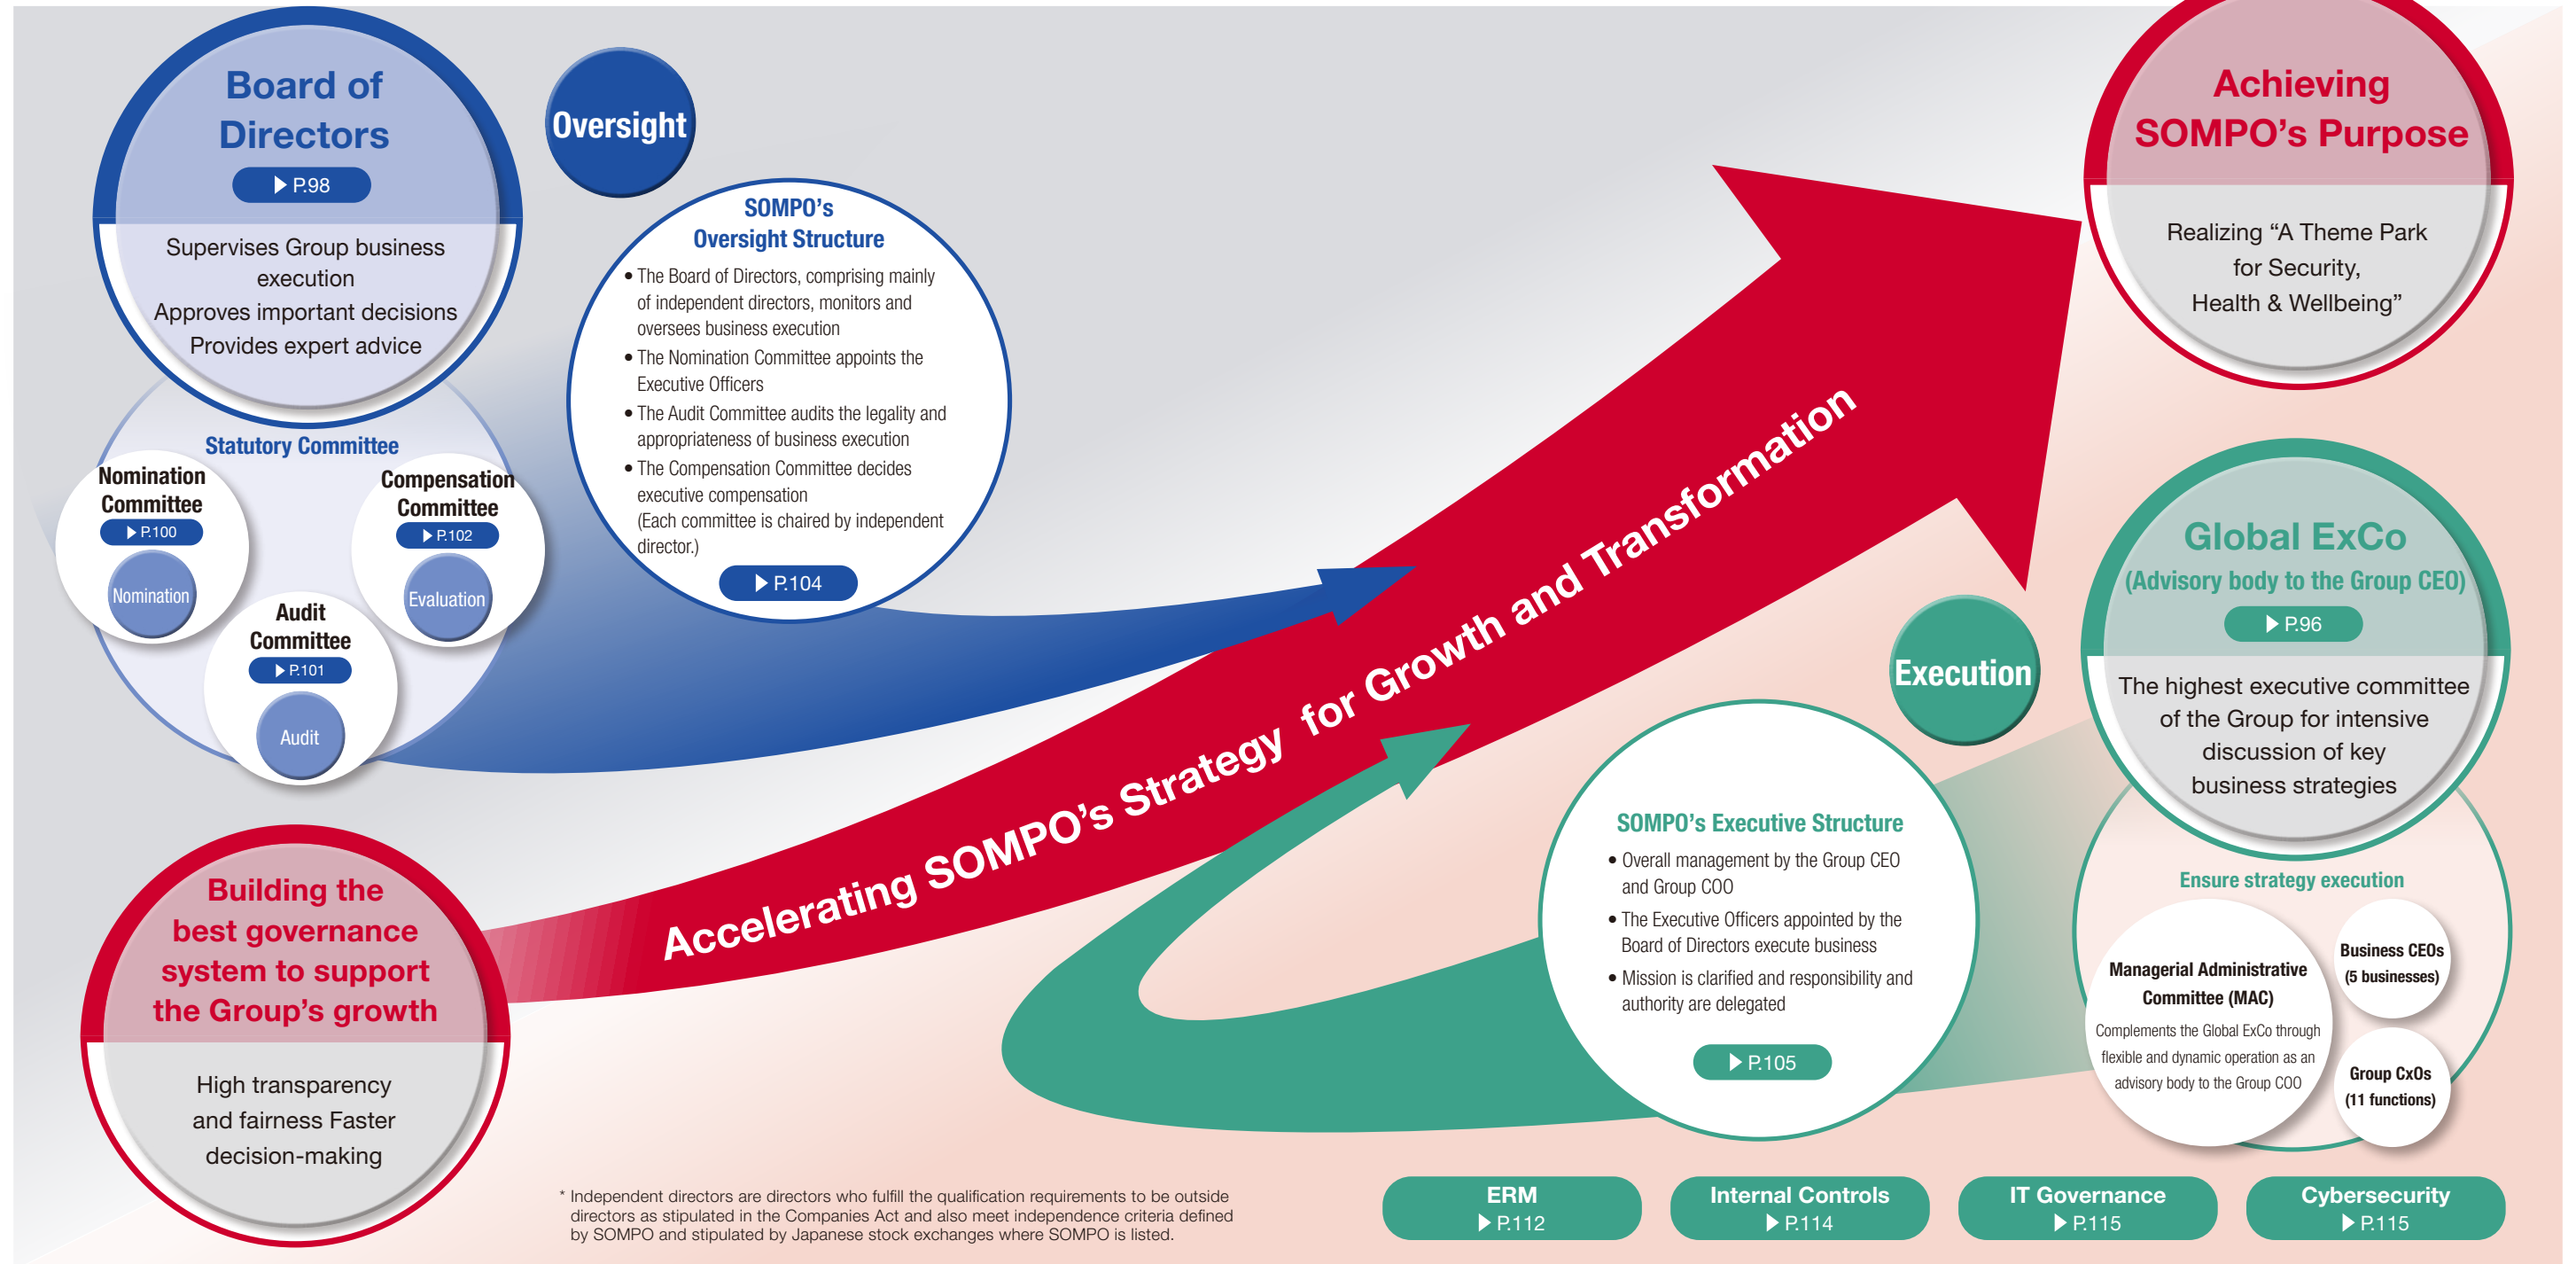 Board of
Directors
▶ P.98
Supervises Group business
execution
Approves important decisions
Provides expert advice
Statutory Committee
Nomination
Committee
▶ P.100
Nomination
Compensation
Committee
▶ P.102
Evaluation
Audit
Committee
▶ P.101
Audit
Oversight
SOMPO’s
Oversight Structure
• The Board of Directors, comprising mainly
of independent directors, monitors and
oversees business execution
• The Nomination Committee appoints the
Executive Officers
• The Audit Committee audits the legality and
appropriateness of business execution
• The Compensation Committee decides
executive compensation
(Each committee is chaired by independent
director.)
▶ P.104
Building the
best governance
system to support
the Group’s growth
High transparency
and fairness Faster
decision-making
Accelerating SOMPO’s Strategy for Growth and Transformation
Achieving
SOMPO’s Purpose
Realizing “A Theme Park
for Security,
Health & Wellbeing”
Execution
Global ExCo
(Advisory body to the Group CEO)
▶ P.96
The highest executive committee
of the Group for intensive
discussion of key
business strategies
Ensure strategy execution
Managerial Administrative
Committee (MAC)
Complements the Global ExCo through
flexible and dynamic operation as an
advisory body to the Group COO
Business CEOs
(5 businesses)
Group CxOs
(11 functions)
SOMPO’s Executive Structure
• Overall management by the Group CEO
and Group COO
• The Executive Officers appointed by the
Board of Directors execute business
• Mission is clarified and responsibility and
authority are delegated
▶ P.105
* Independent directors are directors who fulfill the qualification requirements to be outside
directors as stipulated in the Companies Act and also meet independence criteria defined
by SOMPO and stipulated by Japanese stock exchanges where SOMPO is listed.
ERM
▶ P.112
Internal Controls
▶ P.114
IT Governance
▶ P.115
Cybersecurity
▶ P.115